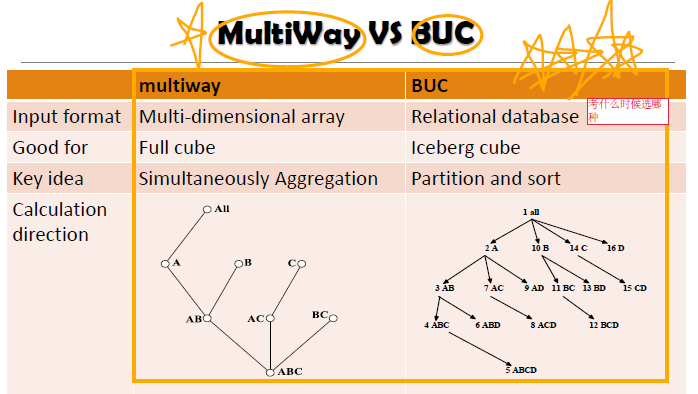 MultiWay VS BUC
multiway BUC
Input format Multi-dimensional array Relational database
考什么时候选哪
种
Good for Full cube Iceberg cube
Key idea Simultaneously Aggregation Partition and sort
Calculation
direction
All
A B C
AB AC BC
ABC
1 all
2 A 10 B 14 C 16 D
3 AB 7 AC 9 AD 11 BC 13 BD 15 CD
4 ABC 6 ABD 8 ACD 12 BCD
5 ABCD